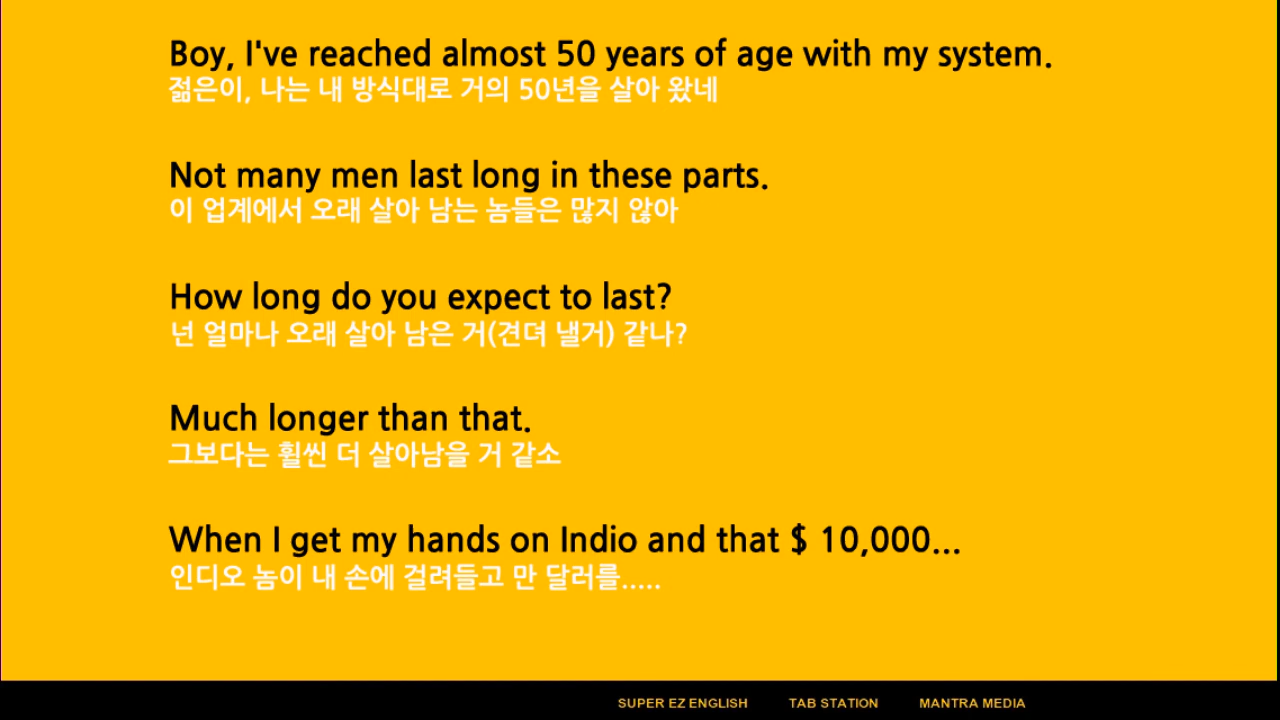 Boy, I've reached almost 50 years of age with my system.
젊은이, 나는 내 방식대로 거의 50년을 살아 왔네
Not many men last long in these parts.
이 업계에서 오래 살아 남는 놈들은 많지 않아
How long do you expect to last?
넌 얼마나 오래 살아 남은 거(견뎌 낼거) 같나?
Much longer than that.
그보다는 훨씬 더 살아남을 거 같소
When I get my hands on Indio and that $ 10,000...
인디오 놈이 내 손에 걸려들고 만 달러를.....
SUPER EZ ENGLISH TAB STATION MANTRA MEDIA